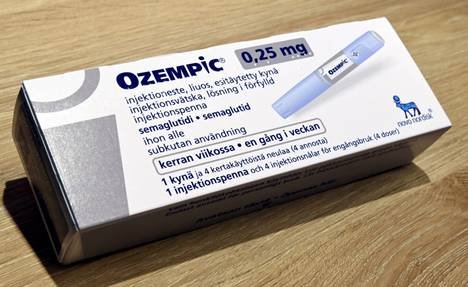 OZEMPIC® 0,25 mg
injektioneste, liuos, esitäytetty kynä
injektionsvätska, lösning i förfylld
injektionspenna
semaglutidi • semaglutid
ihon alle
subkutan användning
kerran viikossa • en gång i veckan
1 kynä ja 4 kertakäyttöistä neulaa (4 annosta)
1 injektionspenna och 4 injektionsnålar för engångsbruk (4 doser)
OZEMPIC
novo nordisk®